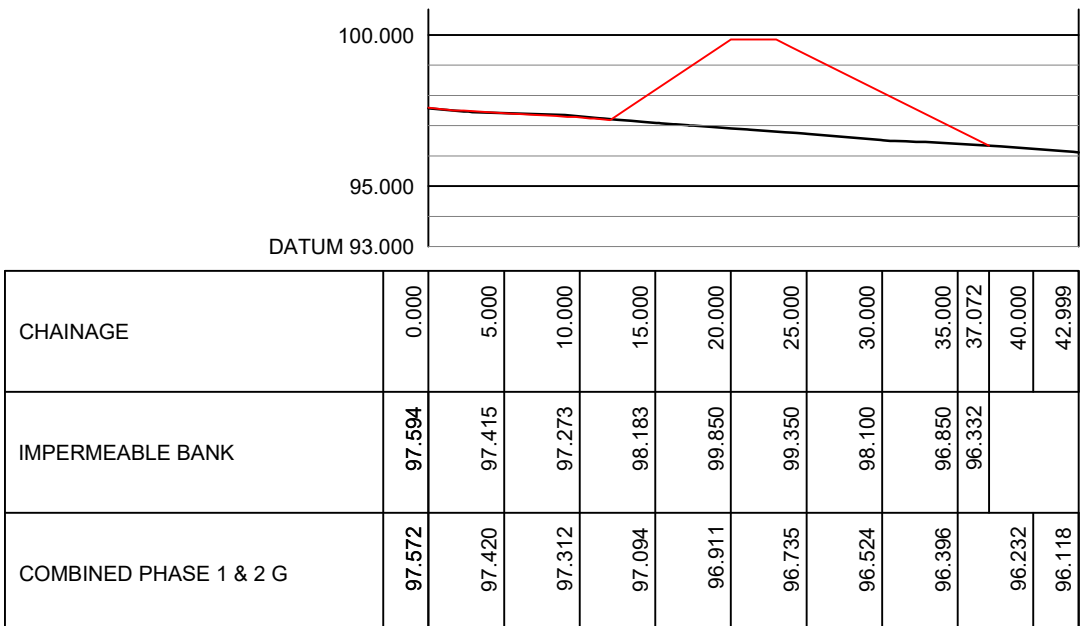 100.000
95.000
DATUM 93.000
CHAINAGE 0.000 5.000 10.000 15.000 20.000 25.000 30.000 35.000 37.072 40.000 42.999
IMPERMEABLE BANK 97.594 97.415 97.273 98.183 99.850 99.350 98.100 96.850 96.332
COMBINED PHASE 1 & 2 G 97.572 97.420 97.312 97.094 96.911 96.735 96.524 96.396 96.232 96.118